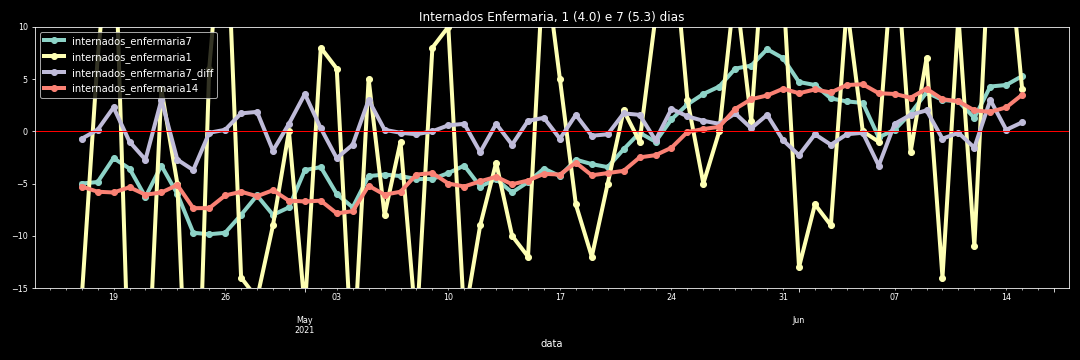 Internados Enfermaria, 1 (4.0) e 7 (5.3) dias
10
5
0
−5
−10
−15
internados_enfermaria7
internados_enfermaria1
internados_enfermaria7_diff
internados_enfermaria14
19 26 03 10 17 24 31 07 14
May Jun
2021
data